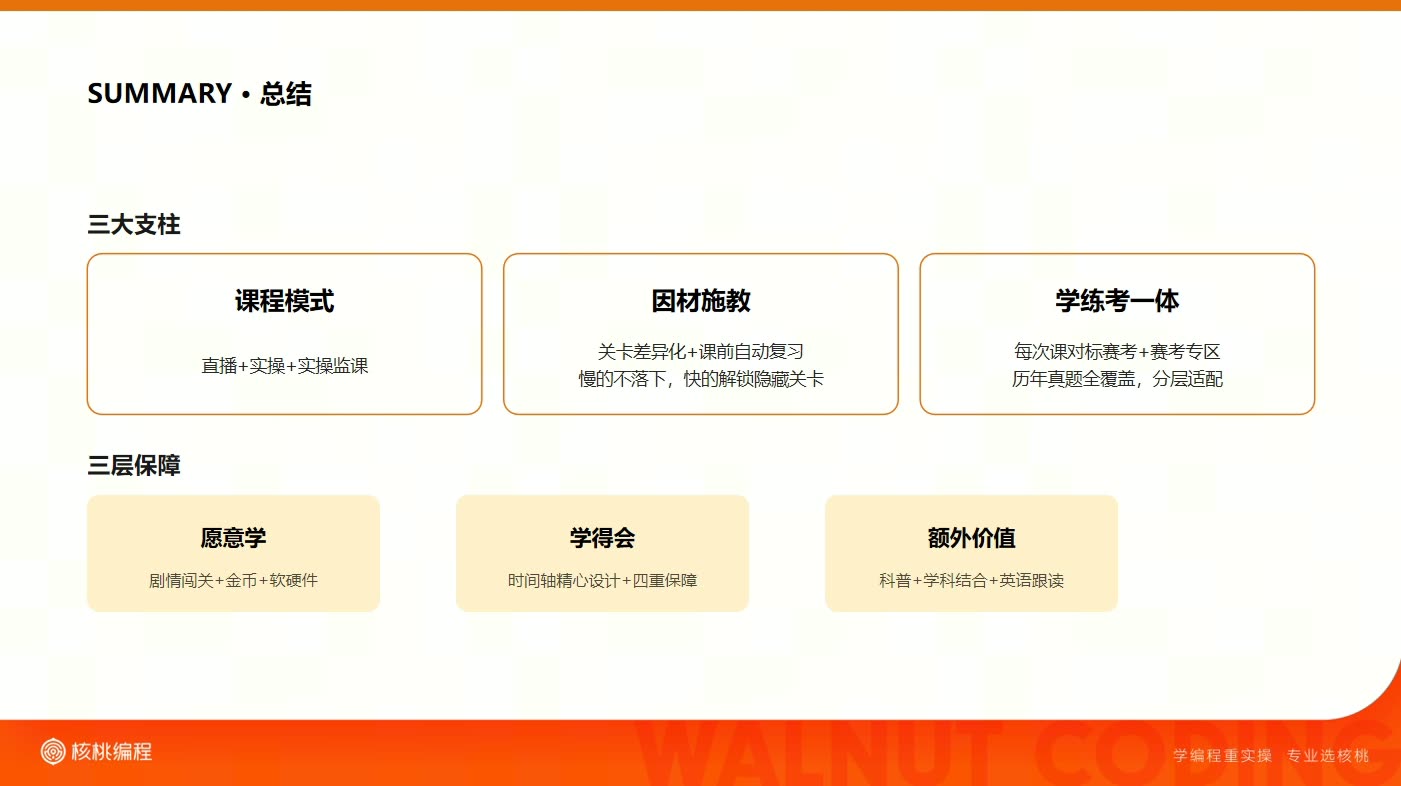 SUMMARY · 总结
三大支柱
课程模式
直播+实操+实操监课
因材施教
关卡差异化+课前自动复习
慢的不落下，快的解锁隐藏关卡
学练考一体
每次课对标赛考+赛考专区
历年真题全覆盖，分层适配
三层保障
愿意学
剧情闯关+金币+软硬件
学得会
时间轴精心设计+四重保障
额外价值
科普+学科结合+英语跟读
核桃编程
WALNUT CODING
学编程重实操 专业选核桃